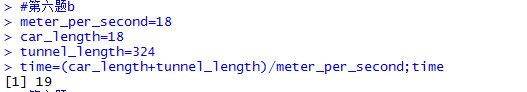 > #第六题b
> meter_per_second=18
> car_length=18
> tunnel_length=324
> time=(car_length+tunnel_length)/meter_per_second;time
[1] 19